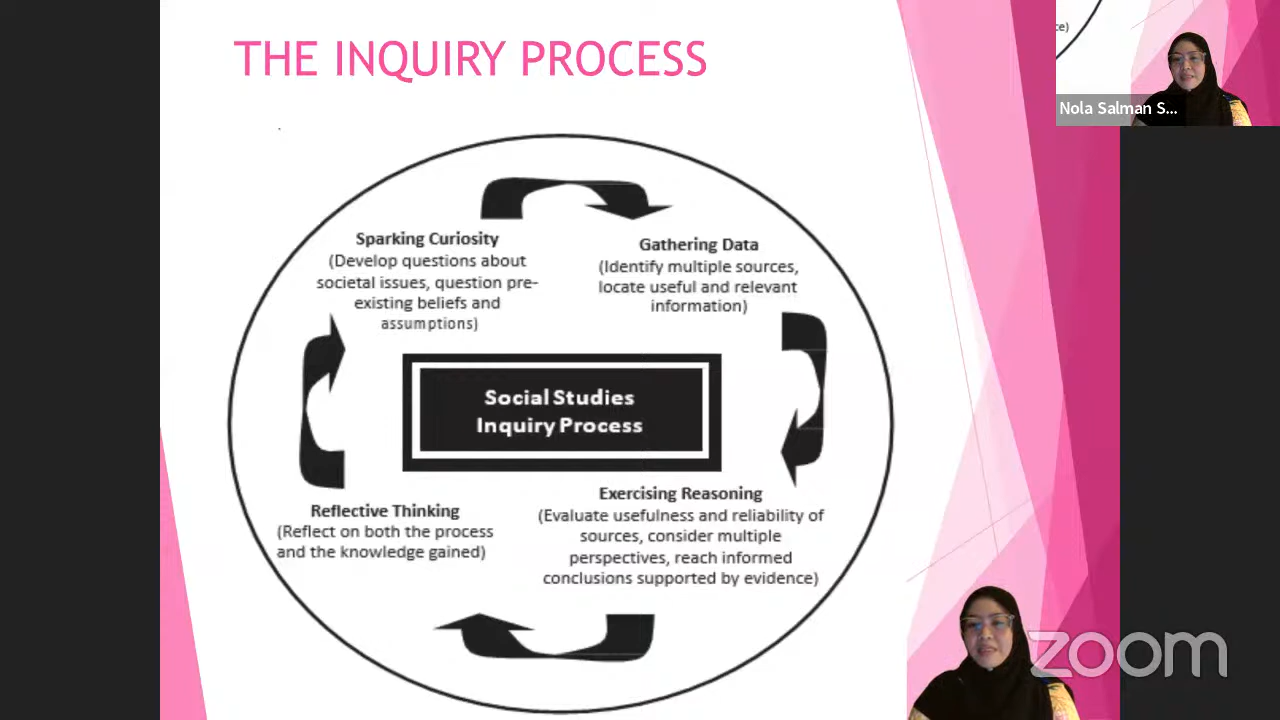 THE INQUIRY PROCESS
ce)
Nola Salman S...
Sparking Curiosity
(Develop questions about
societal issues, question pre-
existing beliefs and
assumptions)
Gathering Data
(Identify multiple sources,
locate useful and relevant
information)
Social Studies
Inquiry Process
Reflective Thinking
(Reflect on both the process
and the knowledge gained)
Exercising Reasoning
(Evaluate usefulness and reliability of
sources, consider multiple
perspectives, reach informed
conclusions supported by evidence)
zoom